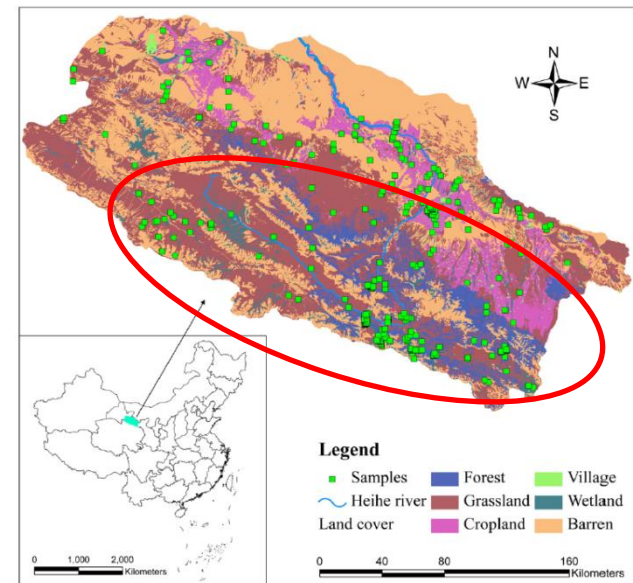 N
W E
S
Legend
Samples Forest Village
Heihe river Grassland Wetland
Land cover Cropland Barren
0 1,000 2,000
Kilometers
0 40 80 160
Kilometers